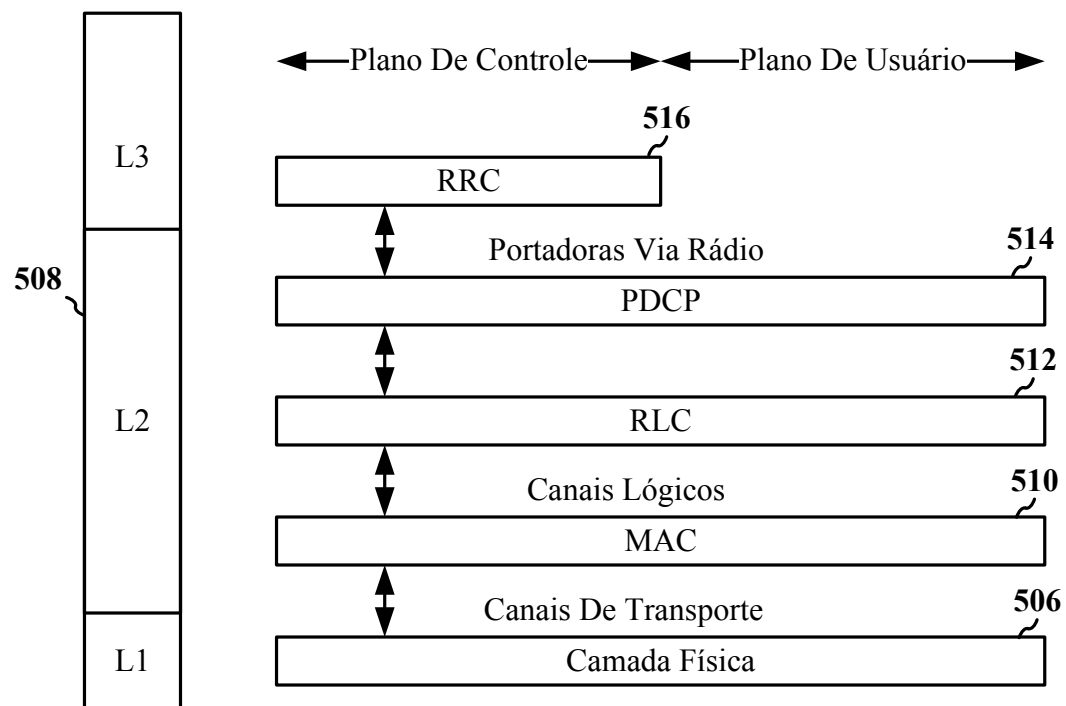 Plano De Controle
Plano De Usuário
516
L3
RRC
Portadoras Via Rádio
514
508
PDCP
512
L2
RLC
Canais Lógicos
510
MAC
Canais De Transporte
506
L1
Camada Física